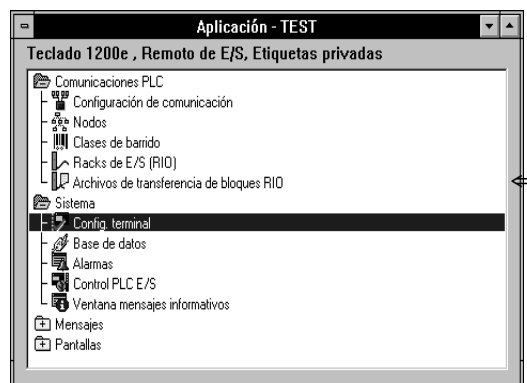 Aplicación - TEST
Teclado 1200e , Remoto de E/S, Etiquetas privadas
Comunicaciones PLC
Configuración de comunicación
Nodos
Clases de barrido
Racks de E/S (RIO)
Archivos de transferencia de bloques RIO
Sistema
Config. terminal
Base de datos
Alarmas
Control PLC E/S
Ventana mensajes informativos
Mensajes
Pantallas